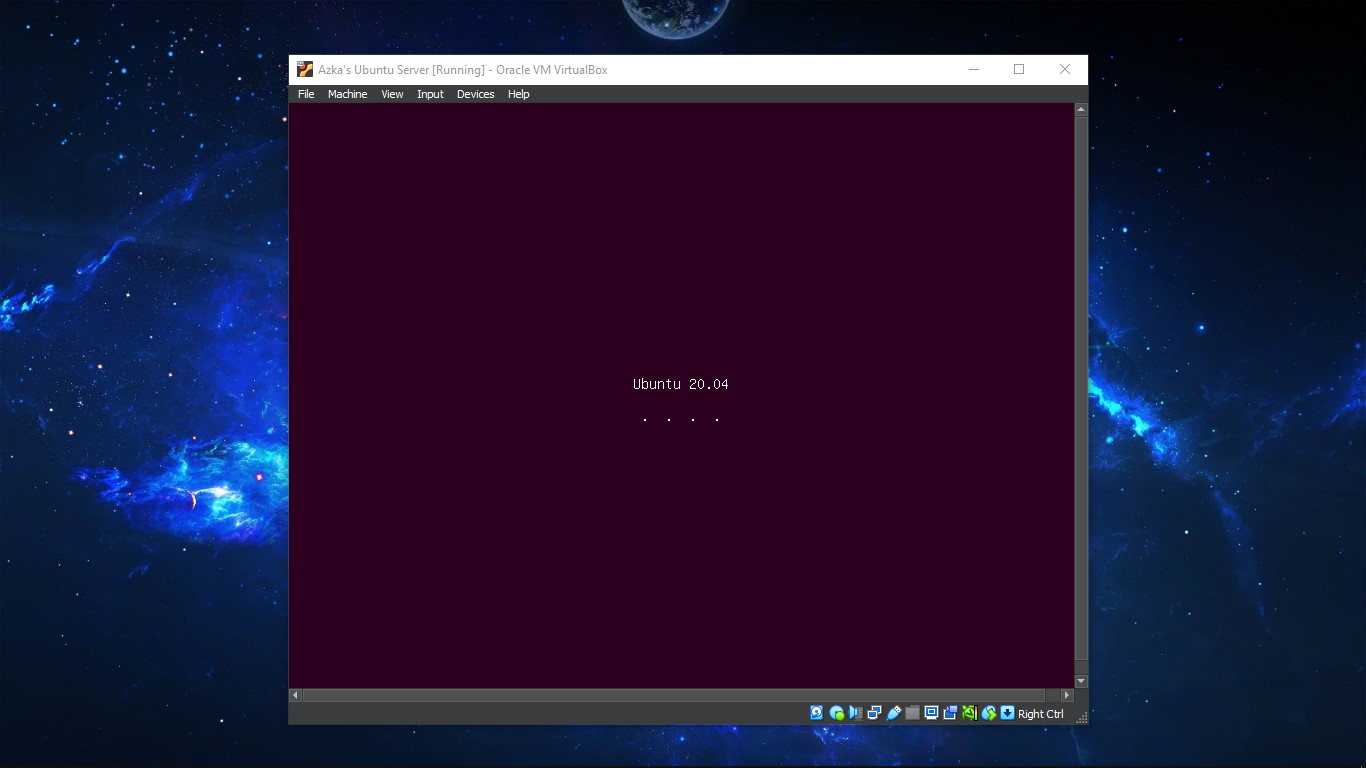 Azka's Ubuntu Server [Running] - Oracle VM VirtualBox
File Machine View Input Devices Help
Ubuntu 20.04
. . . .
Right Ctrl